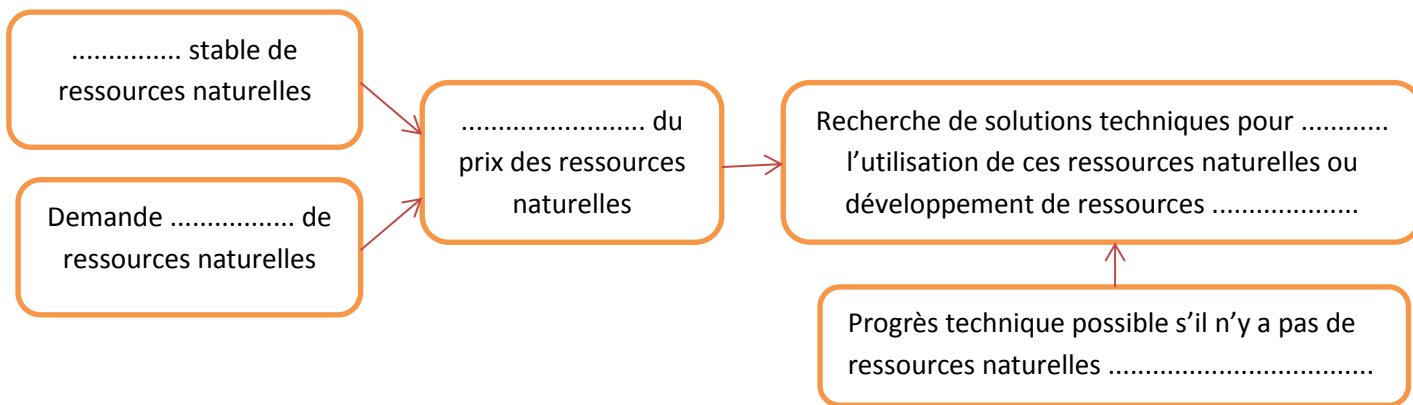 ............... stable de
ressources naturelles
Demande ................. de
ressources naturelles
......................... du
prix des ressources
naturelles
Recherche de solutions techniques pour ............
l’utilisation de ces ressources naturelles ou
développement de ressources ....................
Progrès technique possible s’il n’y a pas de
ressources naturelles ....................................